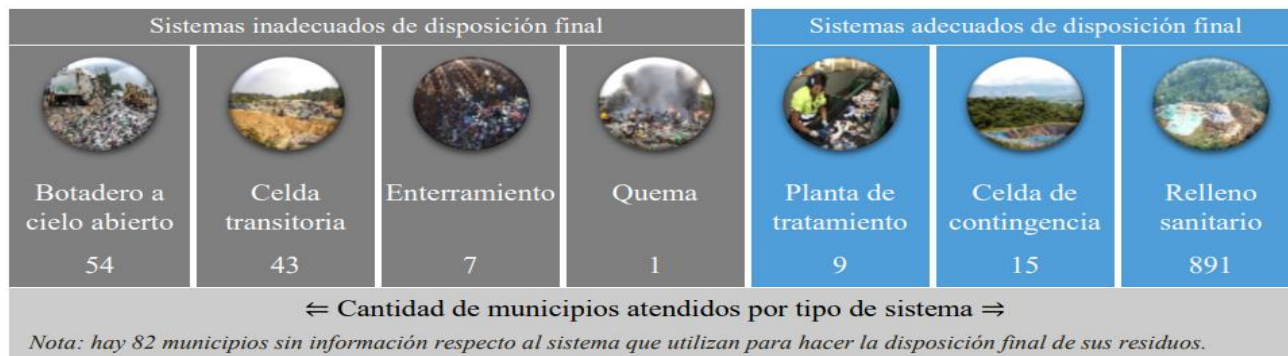 Sistemas inadecuados de disposición final
Sistemas adecuados de disposición final
Botadero a
cielo abierto
54
Celda
transitoria
43
Enterramiento
7
Quema
1
Planta de
tratamiento
9
Celda de
contingencia
15
Relleno
sanitario
891
⇐ Cantidad de municipios atendidos por tipo de sistema ⇒
Nota: hay 82 municipios sin información respecto al sistema que utilizan para hacer la disposición final de sus residuos.